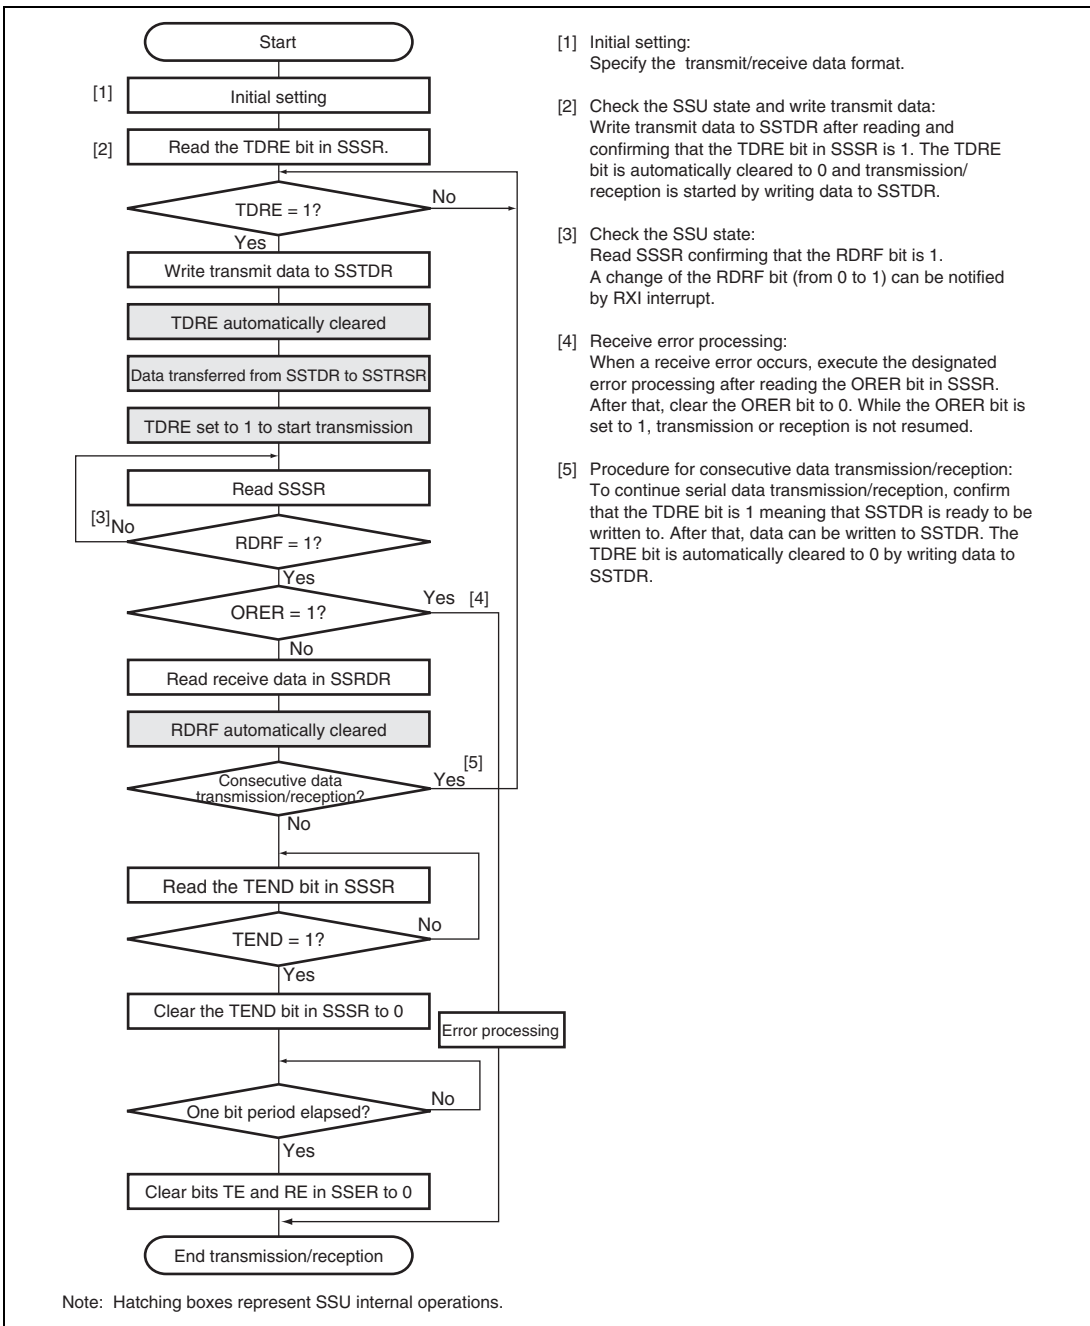 Start
[1] Initial setting
[2] Read the TDRE bit in SSSR.
TDRE = 1?
No
Yes
Write transmit data to SSTDR
TDRE automatically cleared
Data transferred from SSTDR to SSTRSR
TDRE set to 1 to start transmission
Read SSSR
[3]
No
RDRF = 1?
Yes
ORER = 1?
Yes [4]
No
Read receive data in SSRDR
RDRF automatically cleared
Consecutive data
transmission/reception?
[5]
Yes
No
Read the TEND bit in SSSR
TEND = 1?
No
Yes
Clear the TEND bit in SSSR to 0
Error processing
One bit period elapsed?
No
Yes
Clear bits TE and RE in SSER to 0
End transmission/reception
[1] Initial setting:
Specify the transmit/receive data format.
[2] Check the SSU state and write transmit data:
Write transmit data to SSTDR after reading and
confirming that the TDRE bit in SSSR is 1. The TDRE
bit is automatically cleared to 0 and transmission/
reception is started by writing data to SSTDR.
[3] Check the SSU state:
Read SSSR confirming that the RDRF bit is 1.
A change of the RDRF bit (from 0 to 1) can be notified
by RXI interrupt.
[4] Receive error processing:
When a receive error occurs, execute the designated
error processing after reading the ORER bit in SSSR.
After that, clear the ORER bit to 0. While the ORER bit is
set to 1, transmission or reception is not resumed.
[5] Procedure for consecutive data transmission/reception:
To continue serial data transmission/reception, confirm
that the TDRE bit is 1 meaning that SSTDR is ready to be
written to. After that, data can be written to SSTDR. The
TDRE bit is automatically cleared to 0 by writing data to
SSTDR.
Note: Hatching boxes represent SSU internal operations.